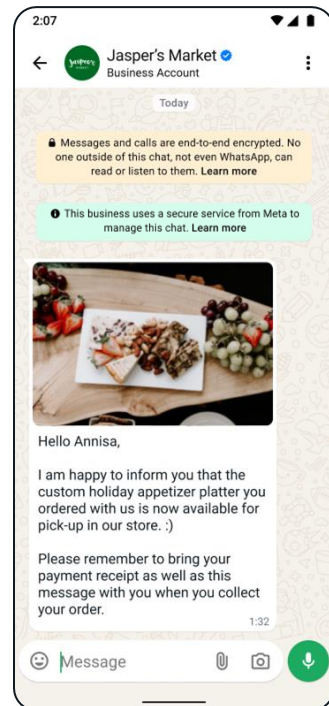 2:07
Jasper’s Market
Business Account
Today
Messages and calls are end-to-end encrypted. No
one outside of this chat, not even WhatsApp, can
read or listen to them. Learn more
This business uses a secure service from Meta to
manage this chat. Learn more
Hello Annisa,
I am happy to inform you that the
custom holiday appetizer platter you
ordered with us is now available for
pick-up in our store. :)
Please remember to bring your
payment receipt as well as this
message with you when you collect
your order.
1:32
Message